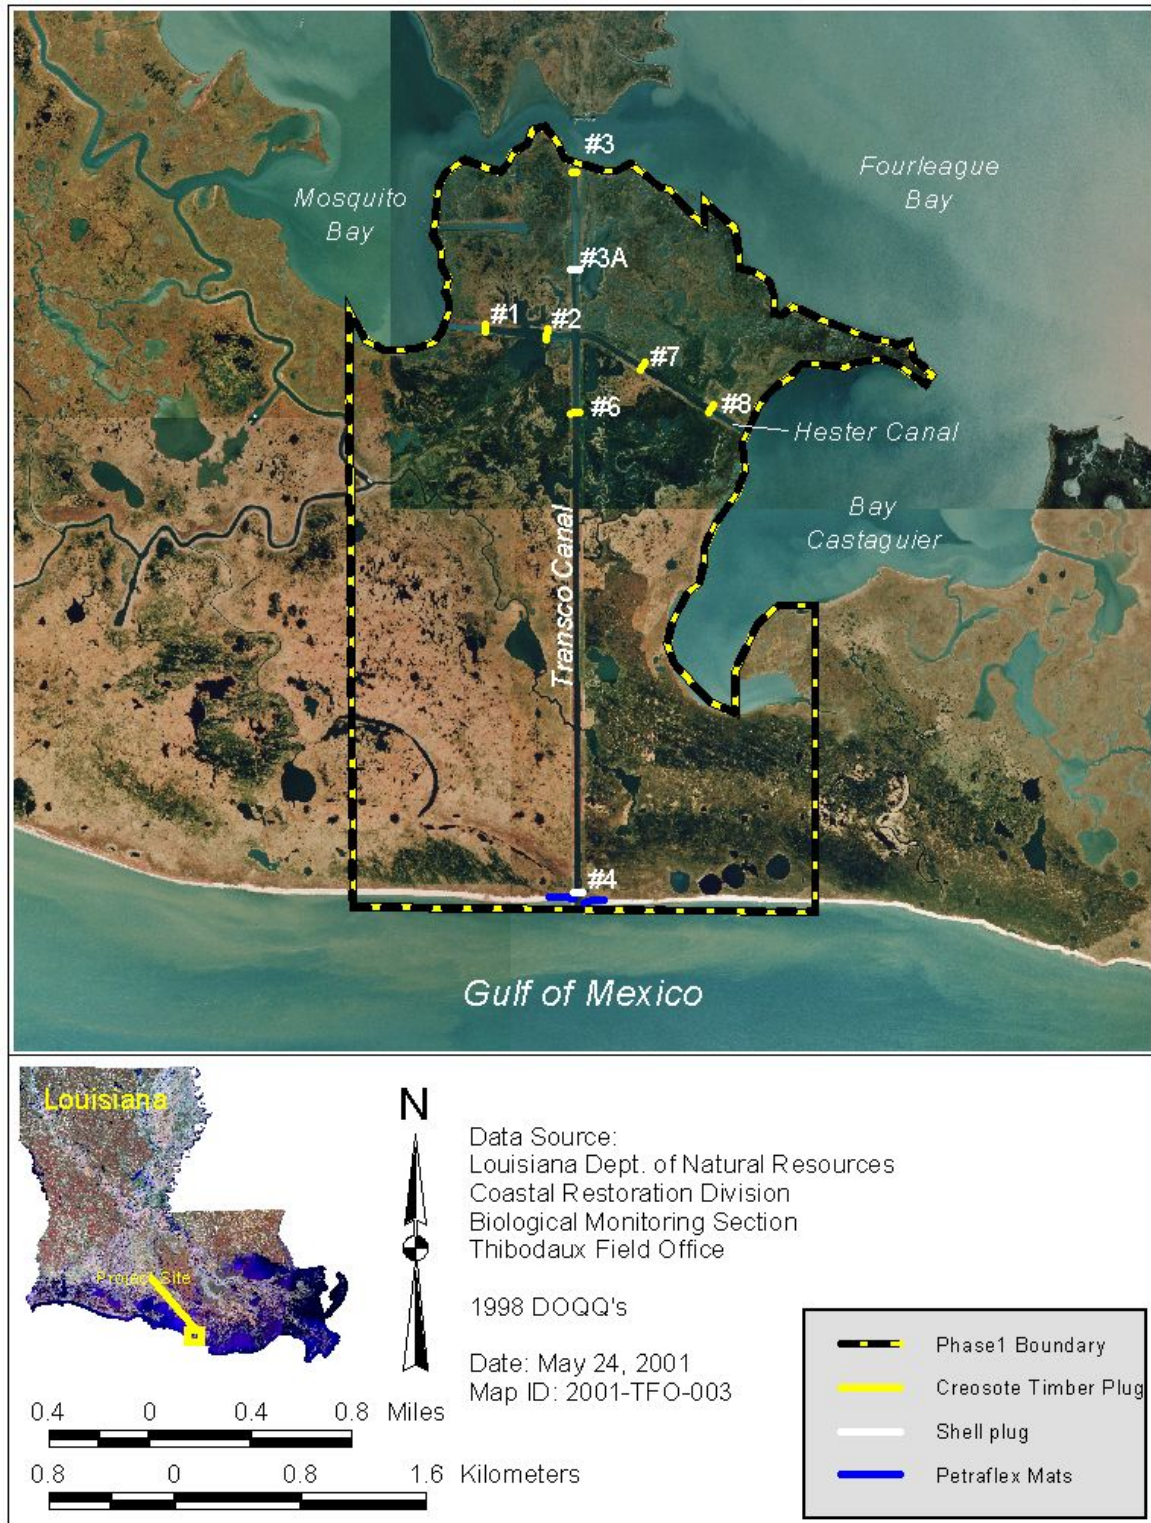 #3
Fourleague
Bay
Mosquito
Bay
#3A
#1
#2
#7
#6
#8
Hester Canal
Bay
Castaguier
Transco Canal
#4
Gulf of Mexico
Louisiana
Project Site
N
Data Source:
Louisiana Dept. of Natural Resources
Coastal Restoration Division
Biological Monitoring Section
Thibodaux Field Office
1998 DOQQ's
Date: May 24, 2001
Map ID: 2001-TFO-003
0.4 0 0.4 0.8 Miles
0.8 0 0.8 1.6 Kilometers
Phase1 Boundary
Creosote Timber Plug
Shell plug
Petraflex Mats